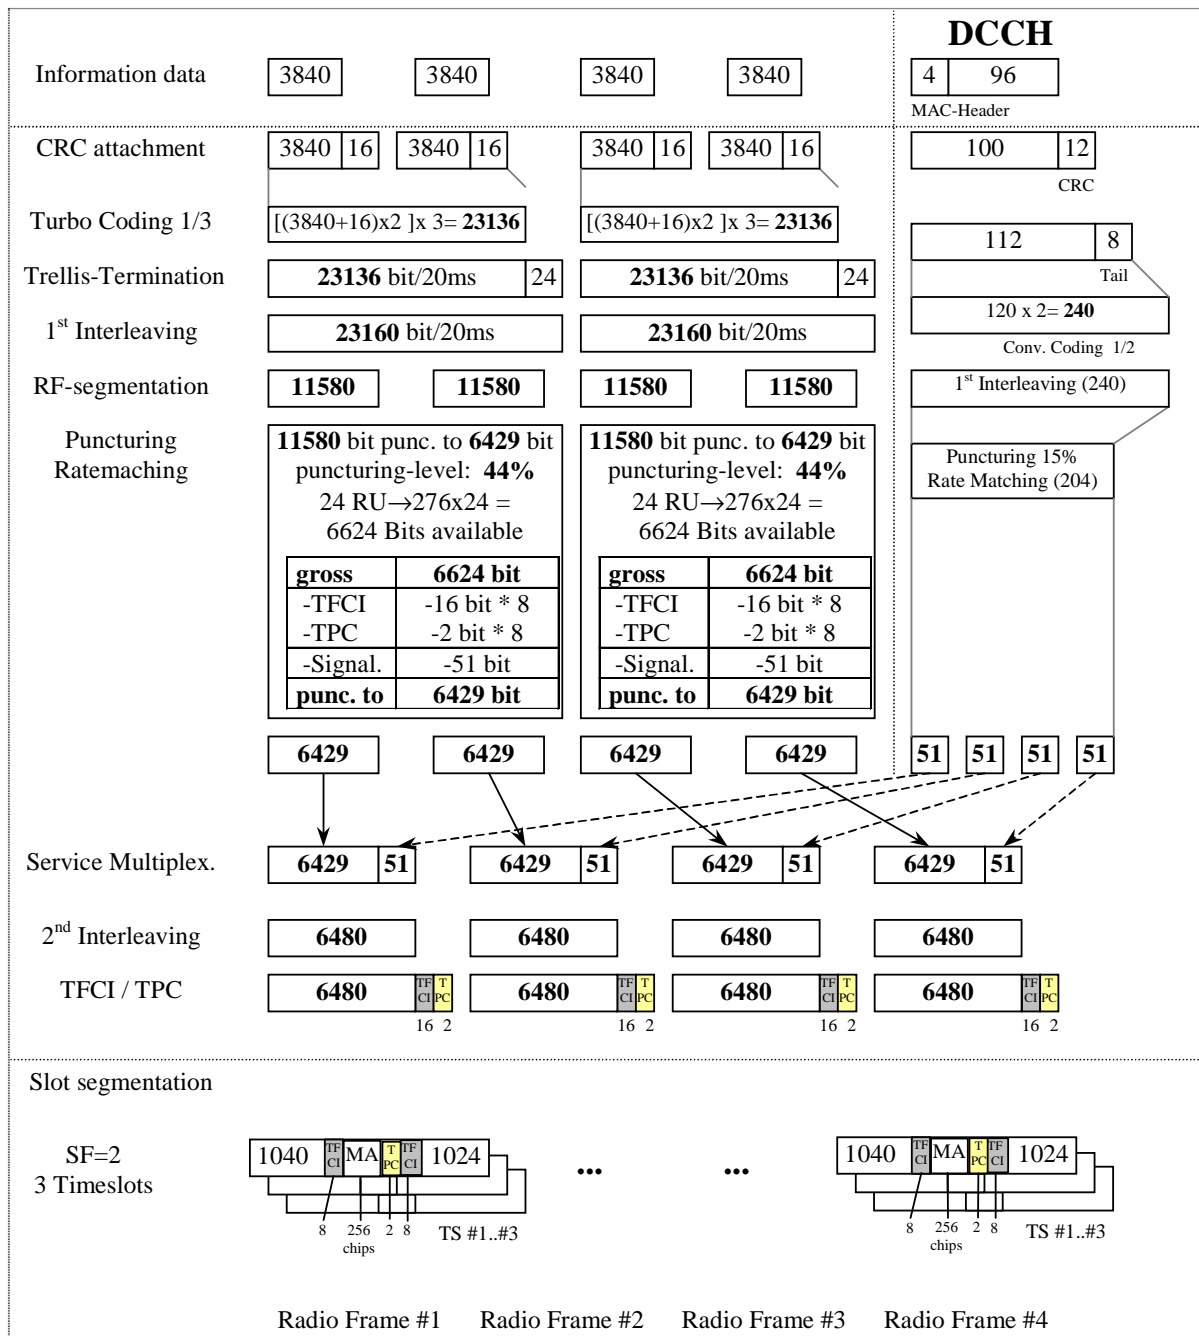 DCCH
Information data 3840 3840 3840 3840 4 96
MAC-Header
CRC attachment 3840 16 3840 16 3840 16 3840 16 100 12
CRC
Turbo Coding 1/3 [(3840+16)x2 ]x 3= 23136 [(3840+16)x2 ]x 3= 23136
112 8
Trellis-Termination 23136 bit/20ms 24 23136 bit/20ms 24
Tail
120 x 2= 240
1st Interleaving 23160 bit/20ms 23160 bit/20ms
Conv. Coding 1/2
RF-segmentation 11580 11580 11580 11580 1st Interleaving (240)
Puncturing
Ratemaching
11580 bit punc. to 6429 bit
puncturing-level: 44%
24 RU→276x24 =
6624 Bits available
gross 6624 bit
-TFCI -16 bit * 8
-TPC -2 bit * 8
-Signal. -51 bit
punc. to 6429 bit
11580 bit punc. to 6429 bit
puncturing-level: 44%
24 RU→276x24 =
6624 Bits available
gross 6624 bit
-TFCI -16 bit * 8
-TPC -2 bit * 8
-Signal. -51 bit
punc. to 6429 bit
Puncturing 15%
Rate Matching (204)
6429 6429 6429 6429 51 51 51 51
Service Multiplex. 6429 51 6429 51 6429 51 6429 51
2nd Interleaving 6480 6480 6480 6480
TFCI / TPC 6480 TF CI T PC 6480 TF CI T PC 6480 TF CI T PC 6480 TF CI T PC
16 2 16 2 16 2 16 2
Slot segmentation
SF=2
3 Timeslots
1040 TF CI MA T PC TF CI 1024 ... ... 1040 TF CI MA T PC TF CI 1024
8 256 2 8 TS #1..#3 8 256 2 8 TS #1..#3
chips chips
Radio Frame #1 Radio Frame #2 Radio Frame #3 Radio Frame #4